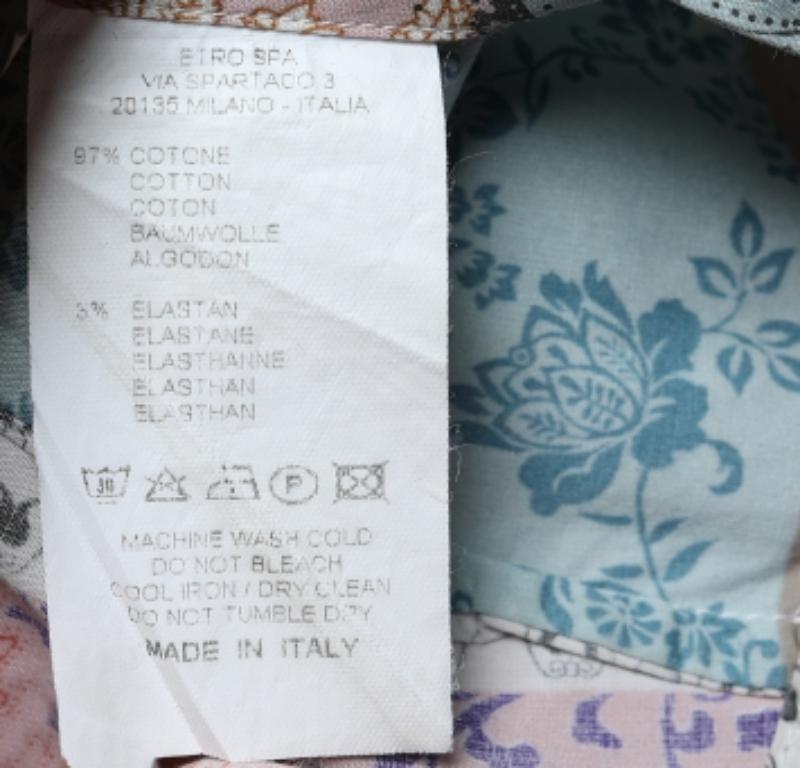 ETRO SPA
VIA SPARTACO 3
20135 MILANO - ITALIA
97% COTONE
COTTON
COTON
BAUMWOLLE
ALGODON
3% ELASTAN
ELASTANE
ELASTHANNE
ELASTHAN
ELASTHAN
30
P
MACHINE WASH COLD
DO NOT BLEACH
COOL IRON / DRY CLEAN
DO NOT TUMBLE DRY
MADE IN ITALY